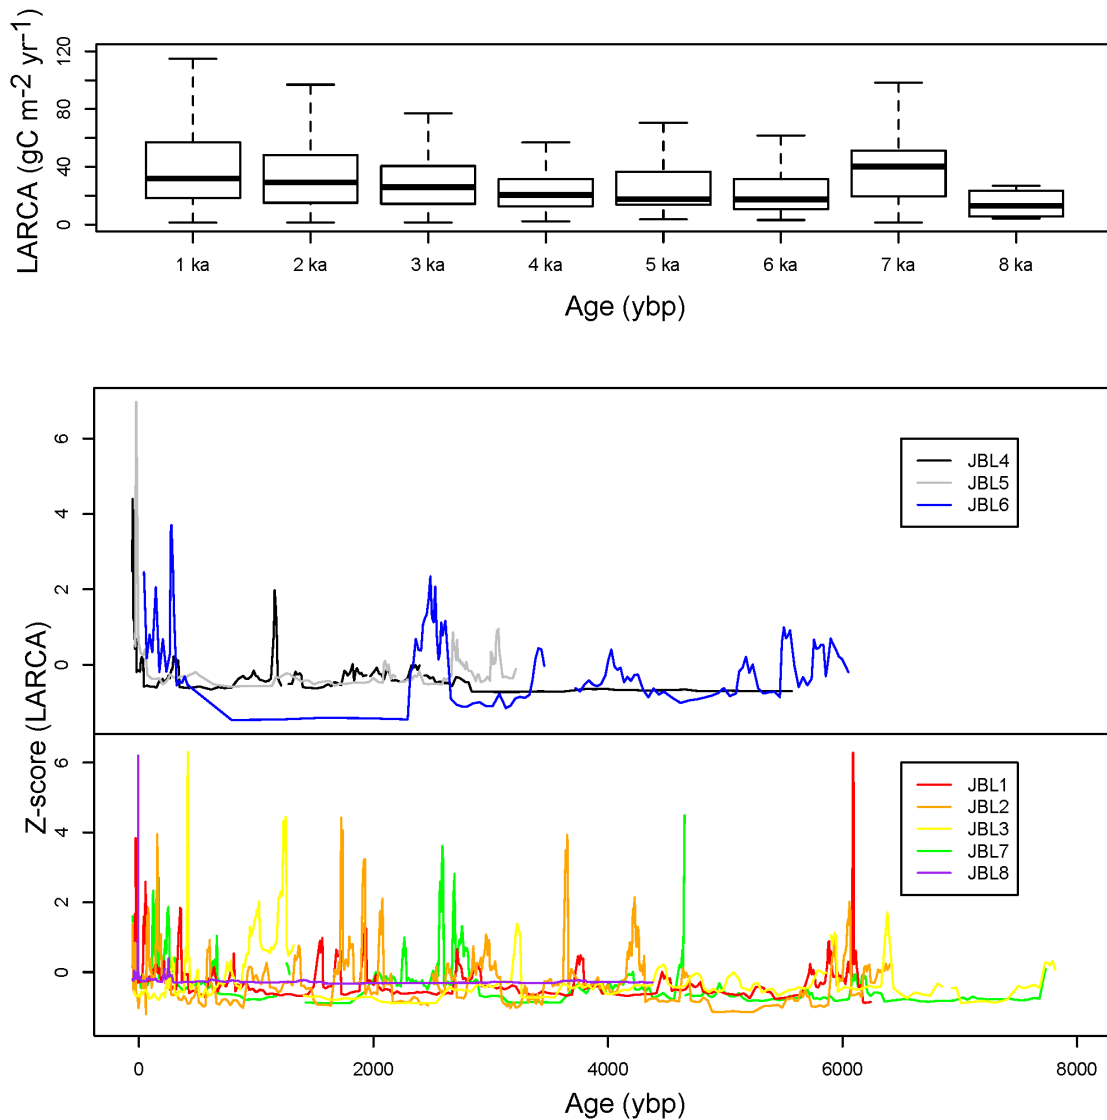 LARCA (gC m-2 yr-1)
0
40
80
120
1 ka
2 ka
3 ka
4 ka
5 ka
6 ka
7 ka
8 ka
Age (ybp)
Z-score (LARCA)
6
4
2
0
JBL4
JBL5
JBL6
6
4
2
0
JBL1
JBL2
JBL3
JBL7
JBL8
0
2000
4000
6000
8000
Age (ybp)